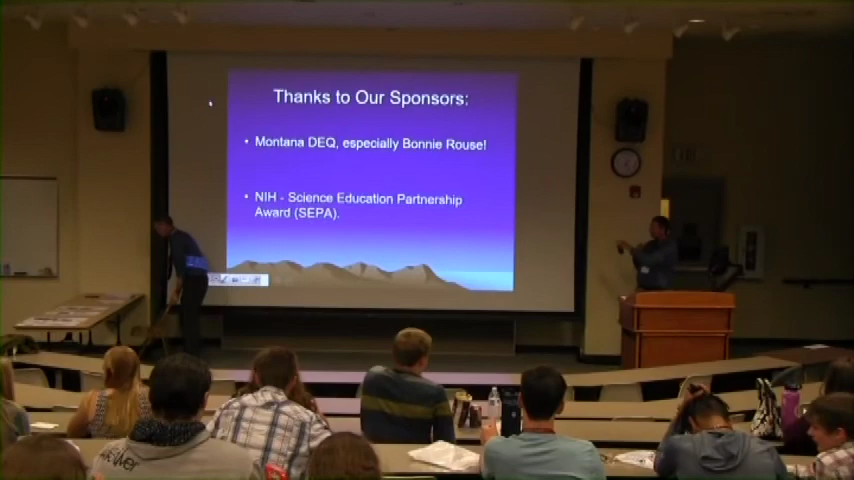 Thanks to Our Sponsors:
• Montana DEQ, especially Bonnie Rouse!
• NIH - Science Education Partnership
Award (SEPA).